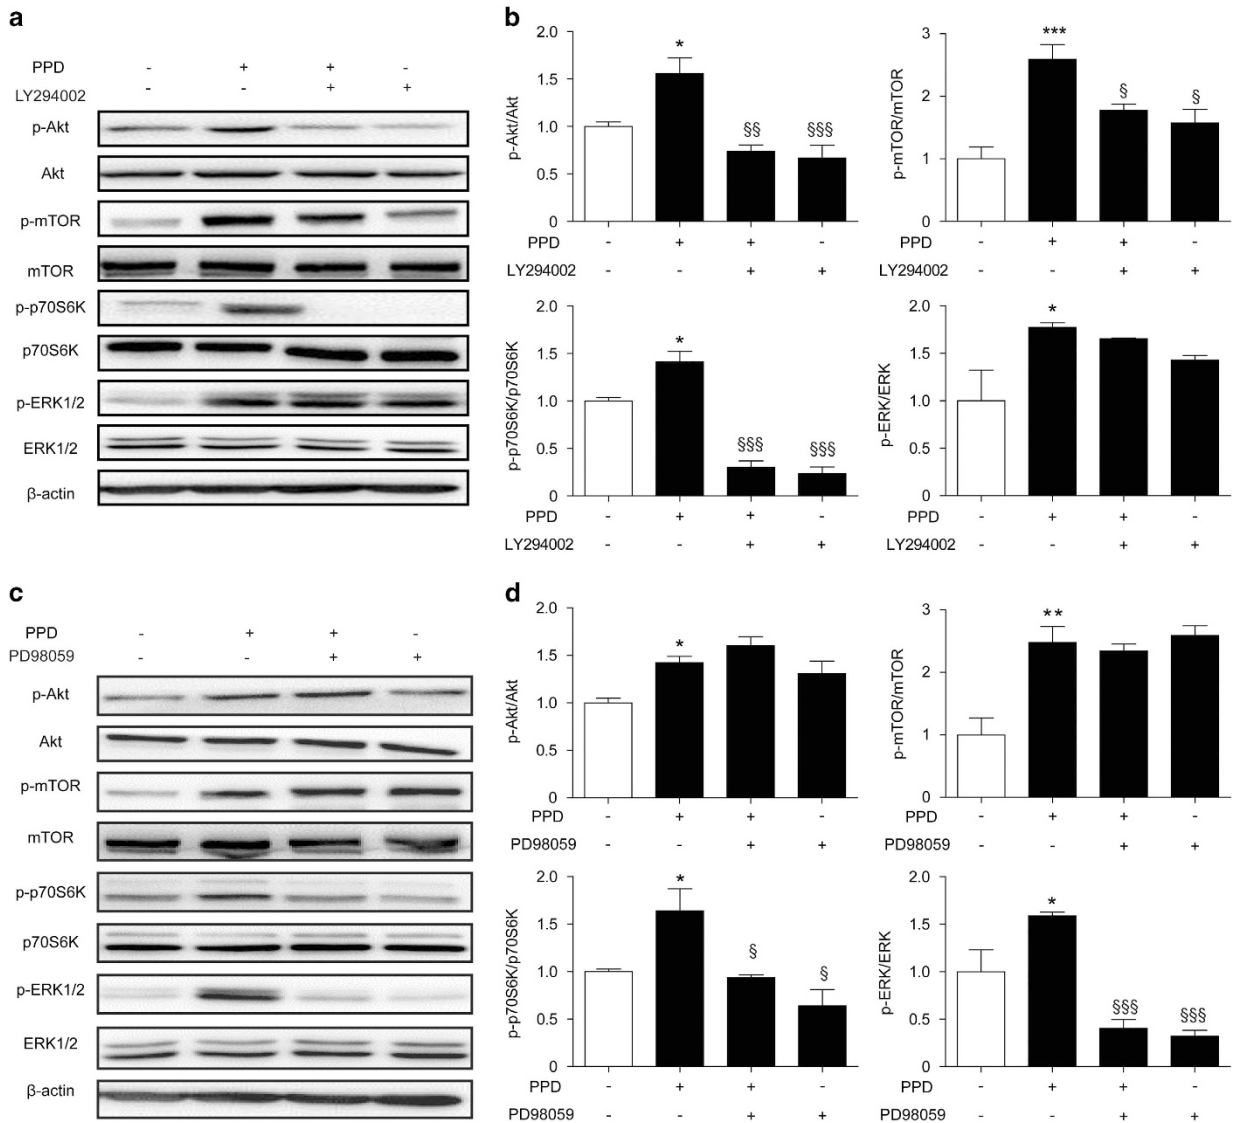 a
PPD - + + -
LY294002 - - + +
p-Akt
Akt
p-mTOR
mTOR
p-p70S6K
p70S6K
p-ERK1/2
ERK1/2
β-actin
b
p-Akt/Akt
2.0
1.5
1.0
0.5
0
*
§§
§§§
PPD - + + -
LY294002 - - + +
p-mTOR/mTOR
3
2
1
0
***
§
§
PPD - + + -
LY294002 - - + +
p-p70S6K/p70S6K
2.0
1.5
1.0
0.5
0
*
§§§
§§§
PPD - + + -
LY294002 - - + +
p-ERK/ERK
2.0
1.5
1.0
0.5
0
*
PPD - + + -
LY294002 - - + +
c
PPD - + + -
PD98059 - - + +
p-Akt
Akt
p-mTOR
mTOR
p-p70S6K
p70S6K
p-ERK1/2
ERK1/2
β-actin
d
p-Akt/Akt
2.0
1.5
1.0
0.5
0
*
PPD - + + -
PD98059 - - + +
p-mTOR/mTOR
3
2
1
0
**
PPD - + + -
PD98059 - - + +
p-p70S6K/p70S6K
2.0
1.5
1.0
0.5
0
*
§
§
PPD - + + -
PD98059 - - + +
p-ERK/ERK
2.0
1.5
1.0
0.5
0
*
§§§
§§§
PPD - + + -
PD98059 - - + +